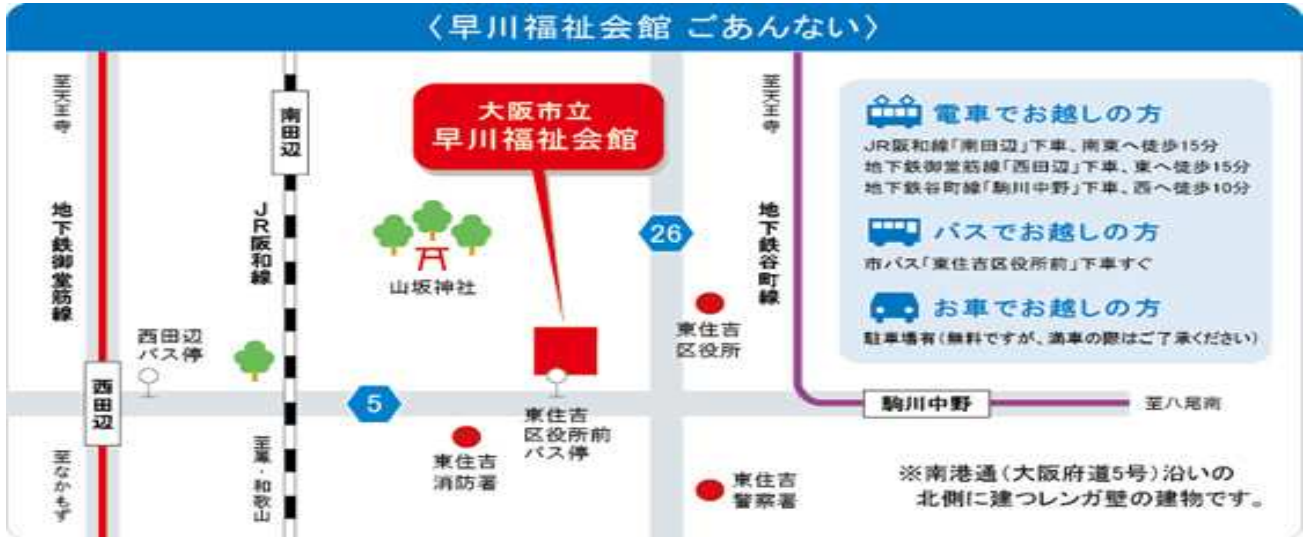 〈早川福祉会館 ごあんない〉
至天王寺
地下鉄御堂筋線
西田辺
至なかもず
西田辺
バス停
南田辺
JR阪和線
至鳳・和歌山
5
大阪市立
早川福祉会館
山坂神社
東住吉
消防署
東住吉
区役所前
バス停
26
東住吉
区役所
東住吉
警察署
至天王寺
地下鉄谷町線
駒川中野
至八尾南
電車でお越しの方
JR阪和線「南田辺」下車、南東へ徒歩15分
地下鉄御堂筋線「西田辺」下車、東へ徒歩15分
地下鉄谷町線「駒川中野」下車、西へ徒歩10分
バスでお越しの方
市バス「東住吉区役所前」下車すぐ
お車でお越しの方
駐車場有(無料ですが、満車の際はご了承ください)
※南港通(大阪府道5号)沿いの
北側に建つレンガ壁の建物です。